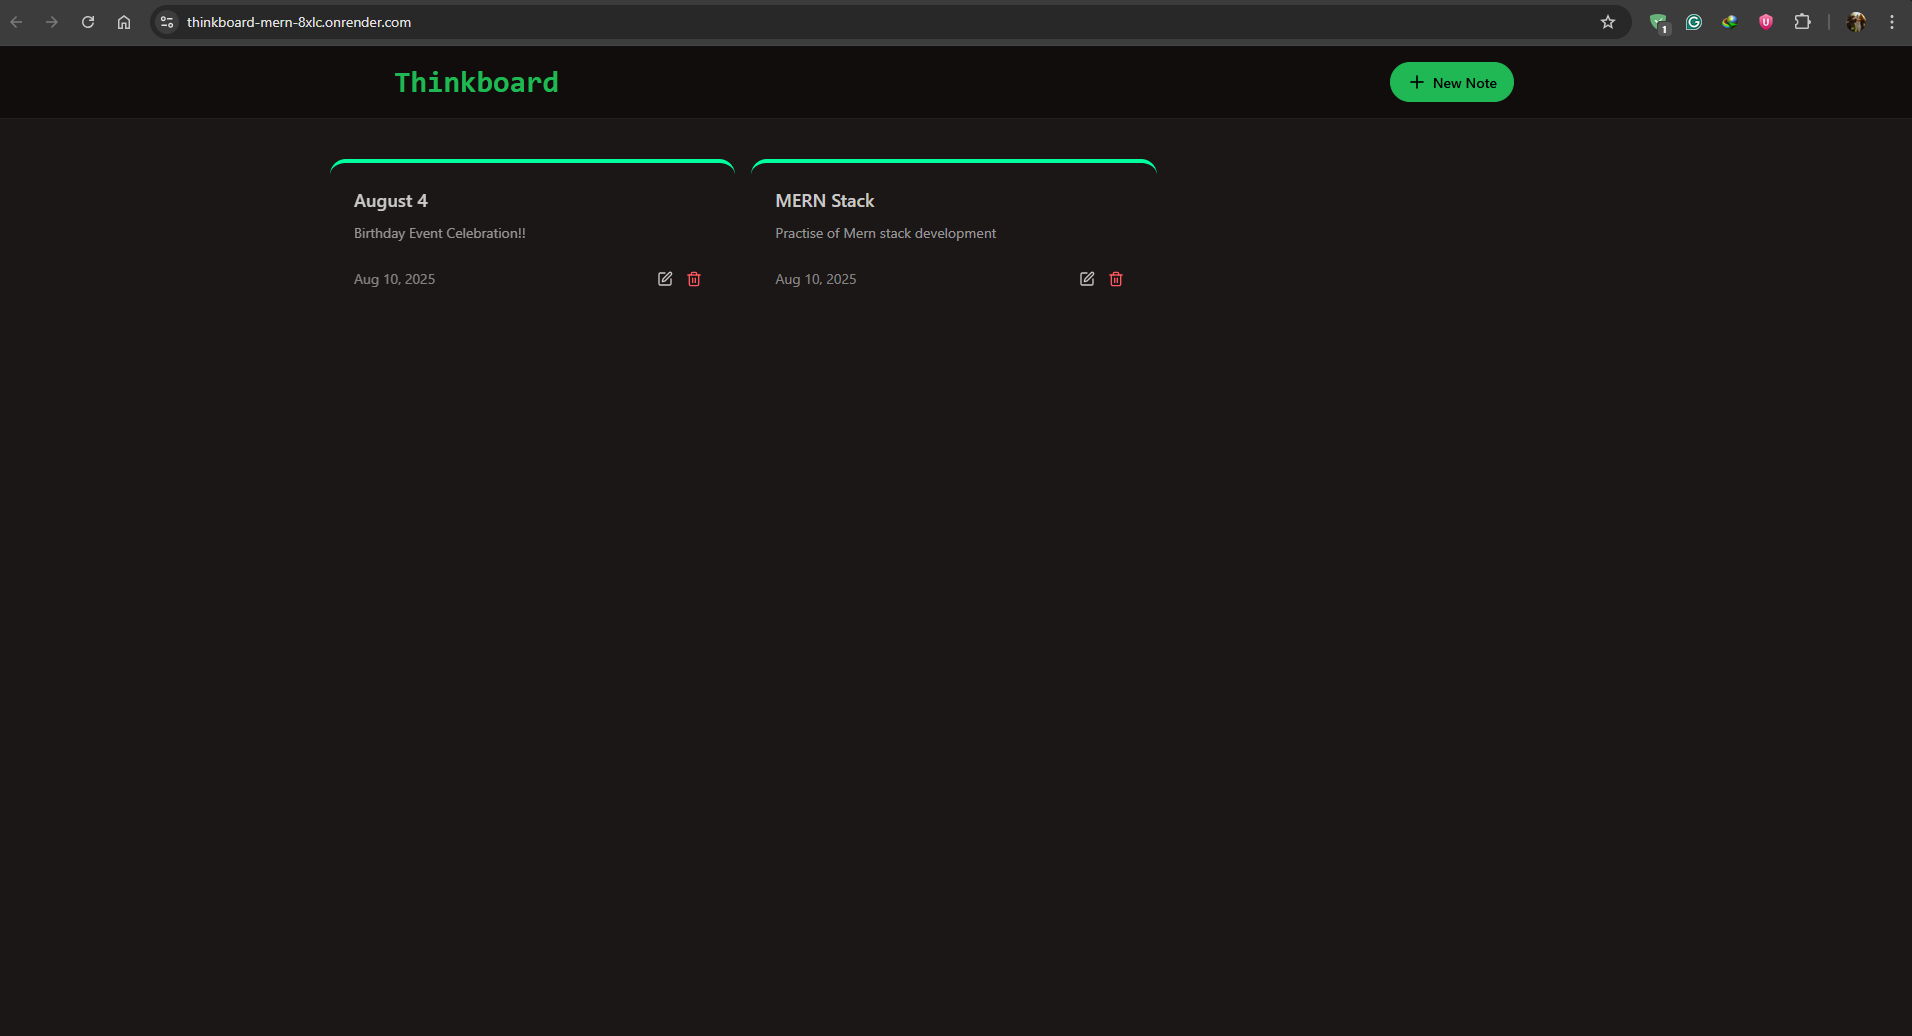 thinkboard-mern-8xlc.onrender.com
1
Thinkboard
New Note
August 4
Birthday Event Celebration!!
Aug 10, 2025
MERN Stack
Practise of Mern stack development
Aug 10, 2025